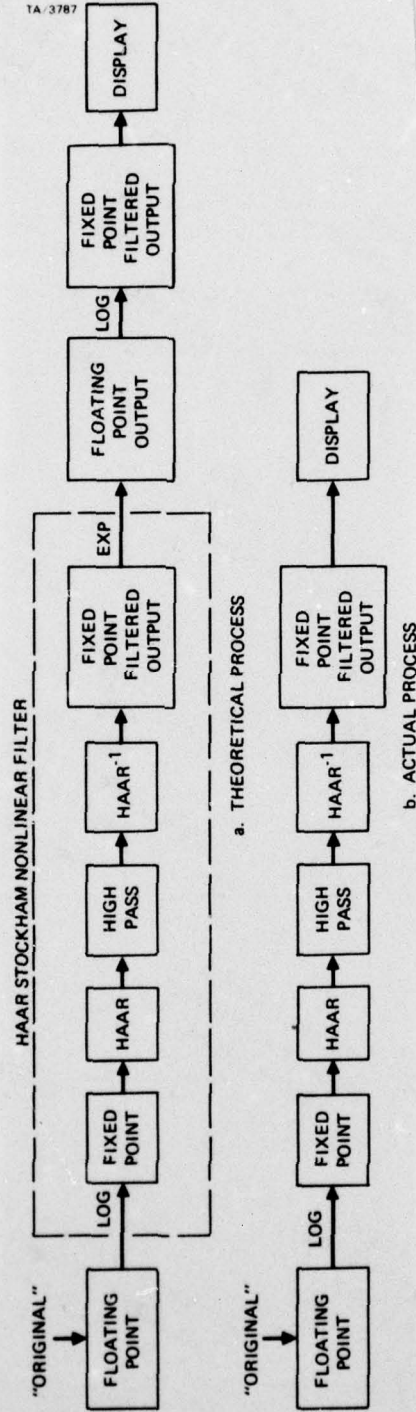 TA/3787
HAAR STOCKHAM NONLINEAR FILTER
"ORIGINAL"
FLOATING
POINT
LOG
FIXED
POINT
HAAR
HIGH
PASS
HAAR-1
FIXED
POINT
FILTERED
OUTPUT
EXP
FLOATING
POINT
OUTPUT
LOG
FIXED
POINT
FILTERED
OUTPUT
DISPLAY
a. THEORETICAL PROCESS
"ORIGINAL"
FLOATING
POINT
LOG
FIXED
POINT
HAAR
HIGH
PASS
HAAR-1
FIXED
POINT
FILTERED
OUTPUT
DISPLAY
b. ACTUAL PROCESS